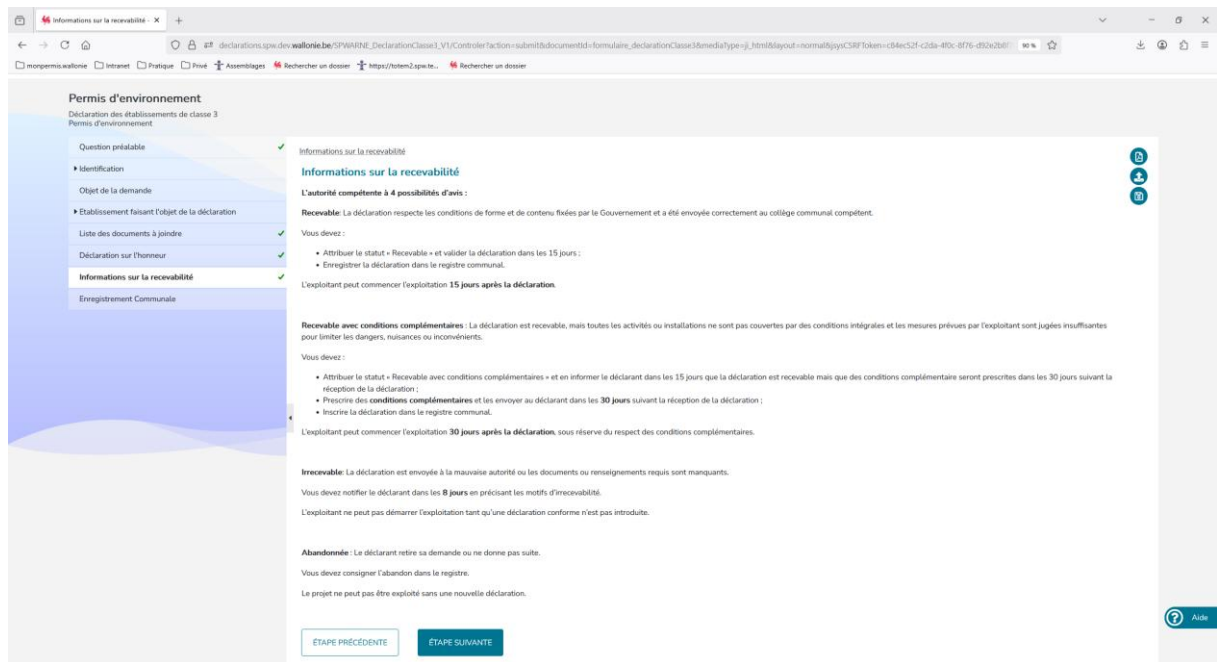 Informations sur la recevabilité -
declarations.spw.dev.wallonie.be/SPWARNE_DeclarationClasse3_V1/Controler?action=submit&documentId=formulaire_declarationClasse3&mediaType=ji_html&layout=normal&jsysCSRFToken=
90 %
monpermis.wallonie Intranet Pratique Privé Assemblages Rechercher un dossier https://totem2.spw.te... Rechercher un dossier
Permis d'environnement
Déclaration des établissements de classe 3
Permis d'environnement
Question préalable
Identification
Objet de la demande
Etablissement faisant l'objet de la déclaration
Liste des documents à joindre
Déclaration sur l'honneur
Informations sur la recevabilité
Enregistrement Communale
Informations sur la recevabilité
Informations sur la recevabilité
L'autorité compétente à 4 possibilités d'avis :
Recevable: La déclaration respecte les conditions de forme et de contenu fixées par le Gouvernement et a été envoyée correctement au collège communal compétent.
Vous devez :
• Attribuer le statut « Recevable » et valider la déclaration dans les 15 jours ;
• Enregistrer la déclaration dans le registre communal.
L'exploitant peut commencer l'exploitation 15 jours après la déclaration.
Recevable avec conditions complémentaires : La déclaration est recevable, mais toutes les activités ou installations ne sont pas couvertes par des conditions intégrales et les mesures prévues par l'exploitant sont jugées insuffisantes
pour limiter les dangers, nuisances ou inconvénients.
Vous devez :
• Attribuer le statut « Recevable avec conditions complémentaires » et en informer le déclarant dans les 15 jours que la déclaration est recevable mais que des conditions complémentaire seront prescrites dans les 30 jours suivant la
réception de la déclaration ;
• Prescrire des conditions complémentaires et les envoyer au déclarant dans les 30 jours suivant la réception de la déclaration ;
• Inscrire la déclaration dans le registre communal.
L'exploitant peut commencer l'exploitation 30 jours après la déclaration, sous réserve du respect des conditions complémentaires.
Irrecevable: La déclaration est envoyée à la mauvaise autorité ou les documents ou renseignements requis sont manquants.
Vous devez notifier le déclarant dans les 8 jours en précisant les motifs d'irrecevabilité.
L'exploitant ne peut pas démarrer l'exploitation tant qu'une déclaration conforme n'est pas introduite.
Abandonnée : Le déclarant retire sa demande ou ne donne pas suite.
Vous devez consigner l'abandon dans le registre.
Le projet ne peut pas être exploité sans une nouvelle déclaration.
ÉTAPE PRÉCÉDENTE
ÉTAPE SUIVANTE
Aide